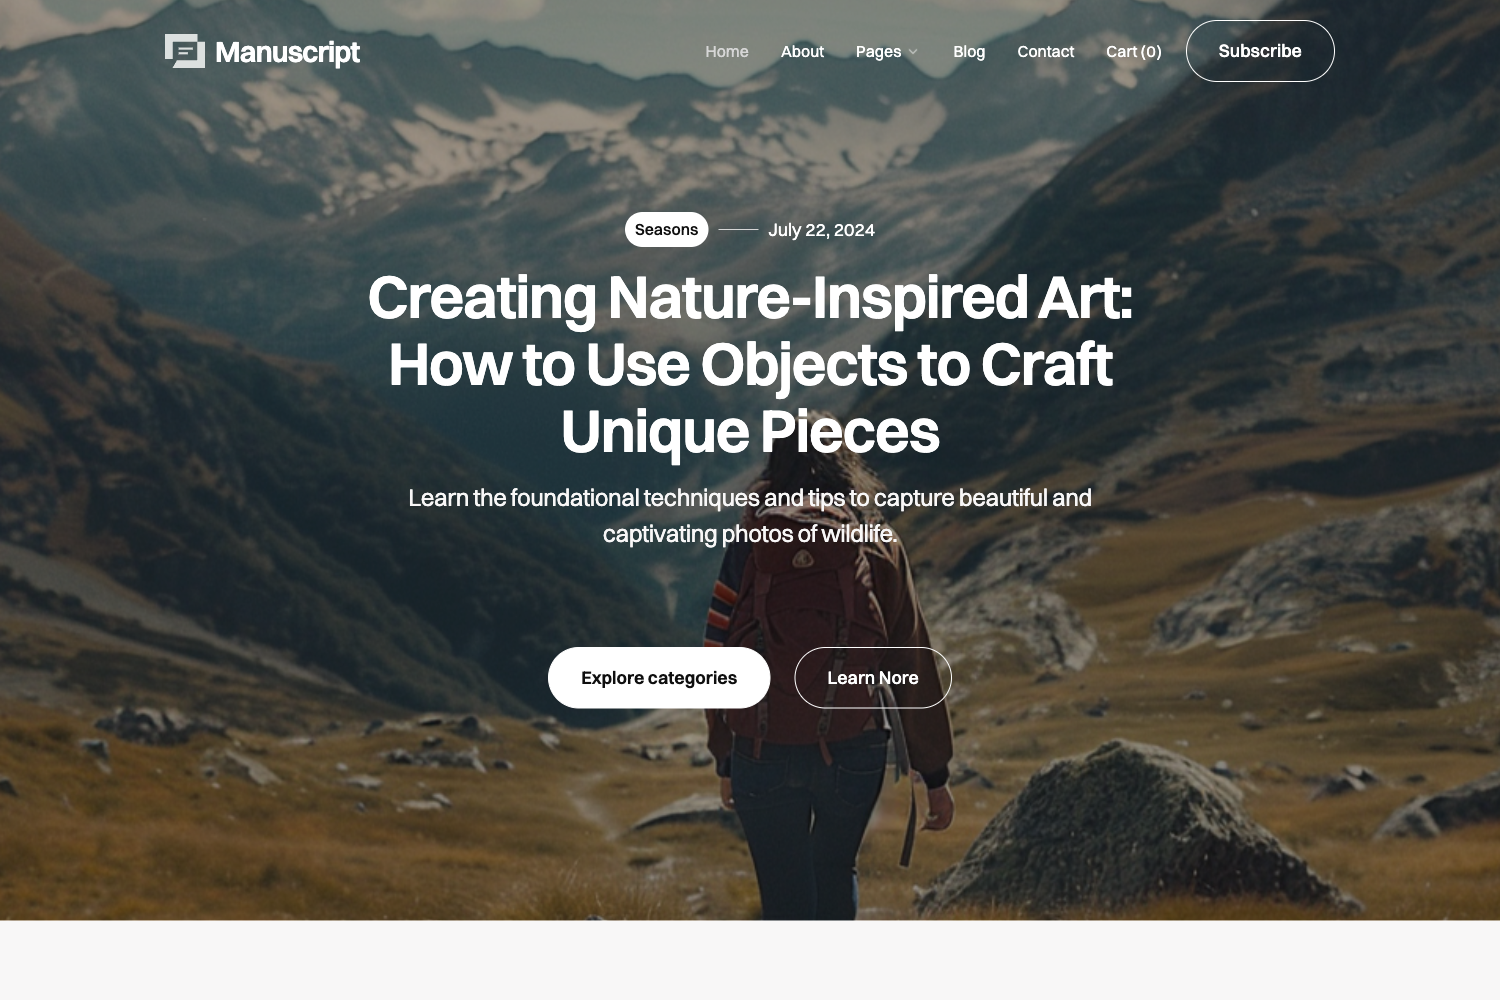 Manuscript
Home About Pages Blog Contact Cart (0) Subscribe
Seasons July 22, 2024
Creating Nature-Inspired Art:
How to Use Objects to Craft
Unique Pieces
Learn the foundational techniques and tips to capture beautiful and
captivating photos of wildlife.
Explore categories Learn Nore